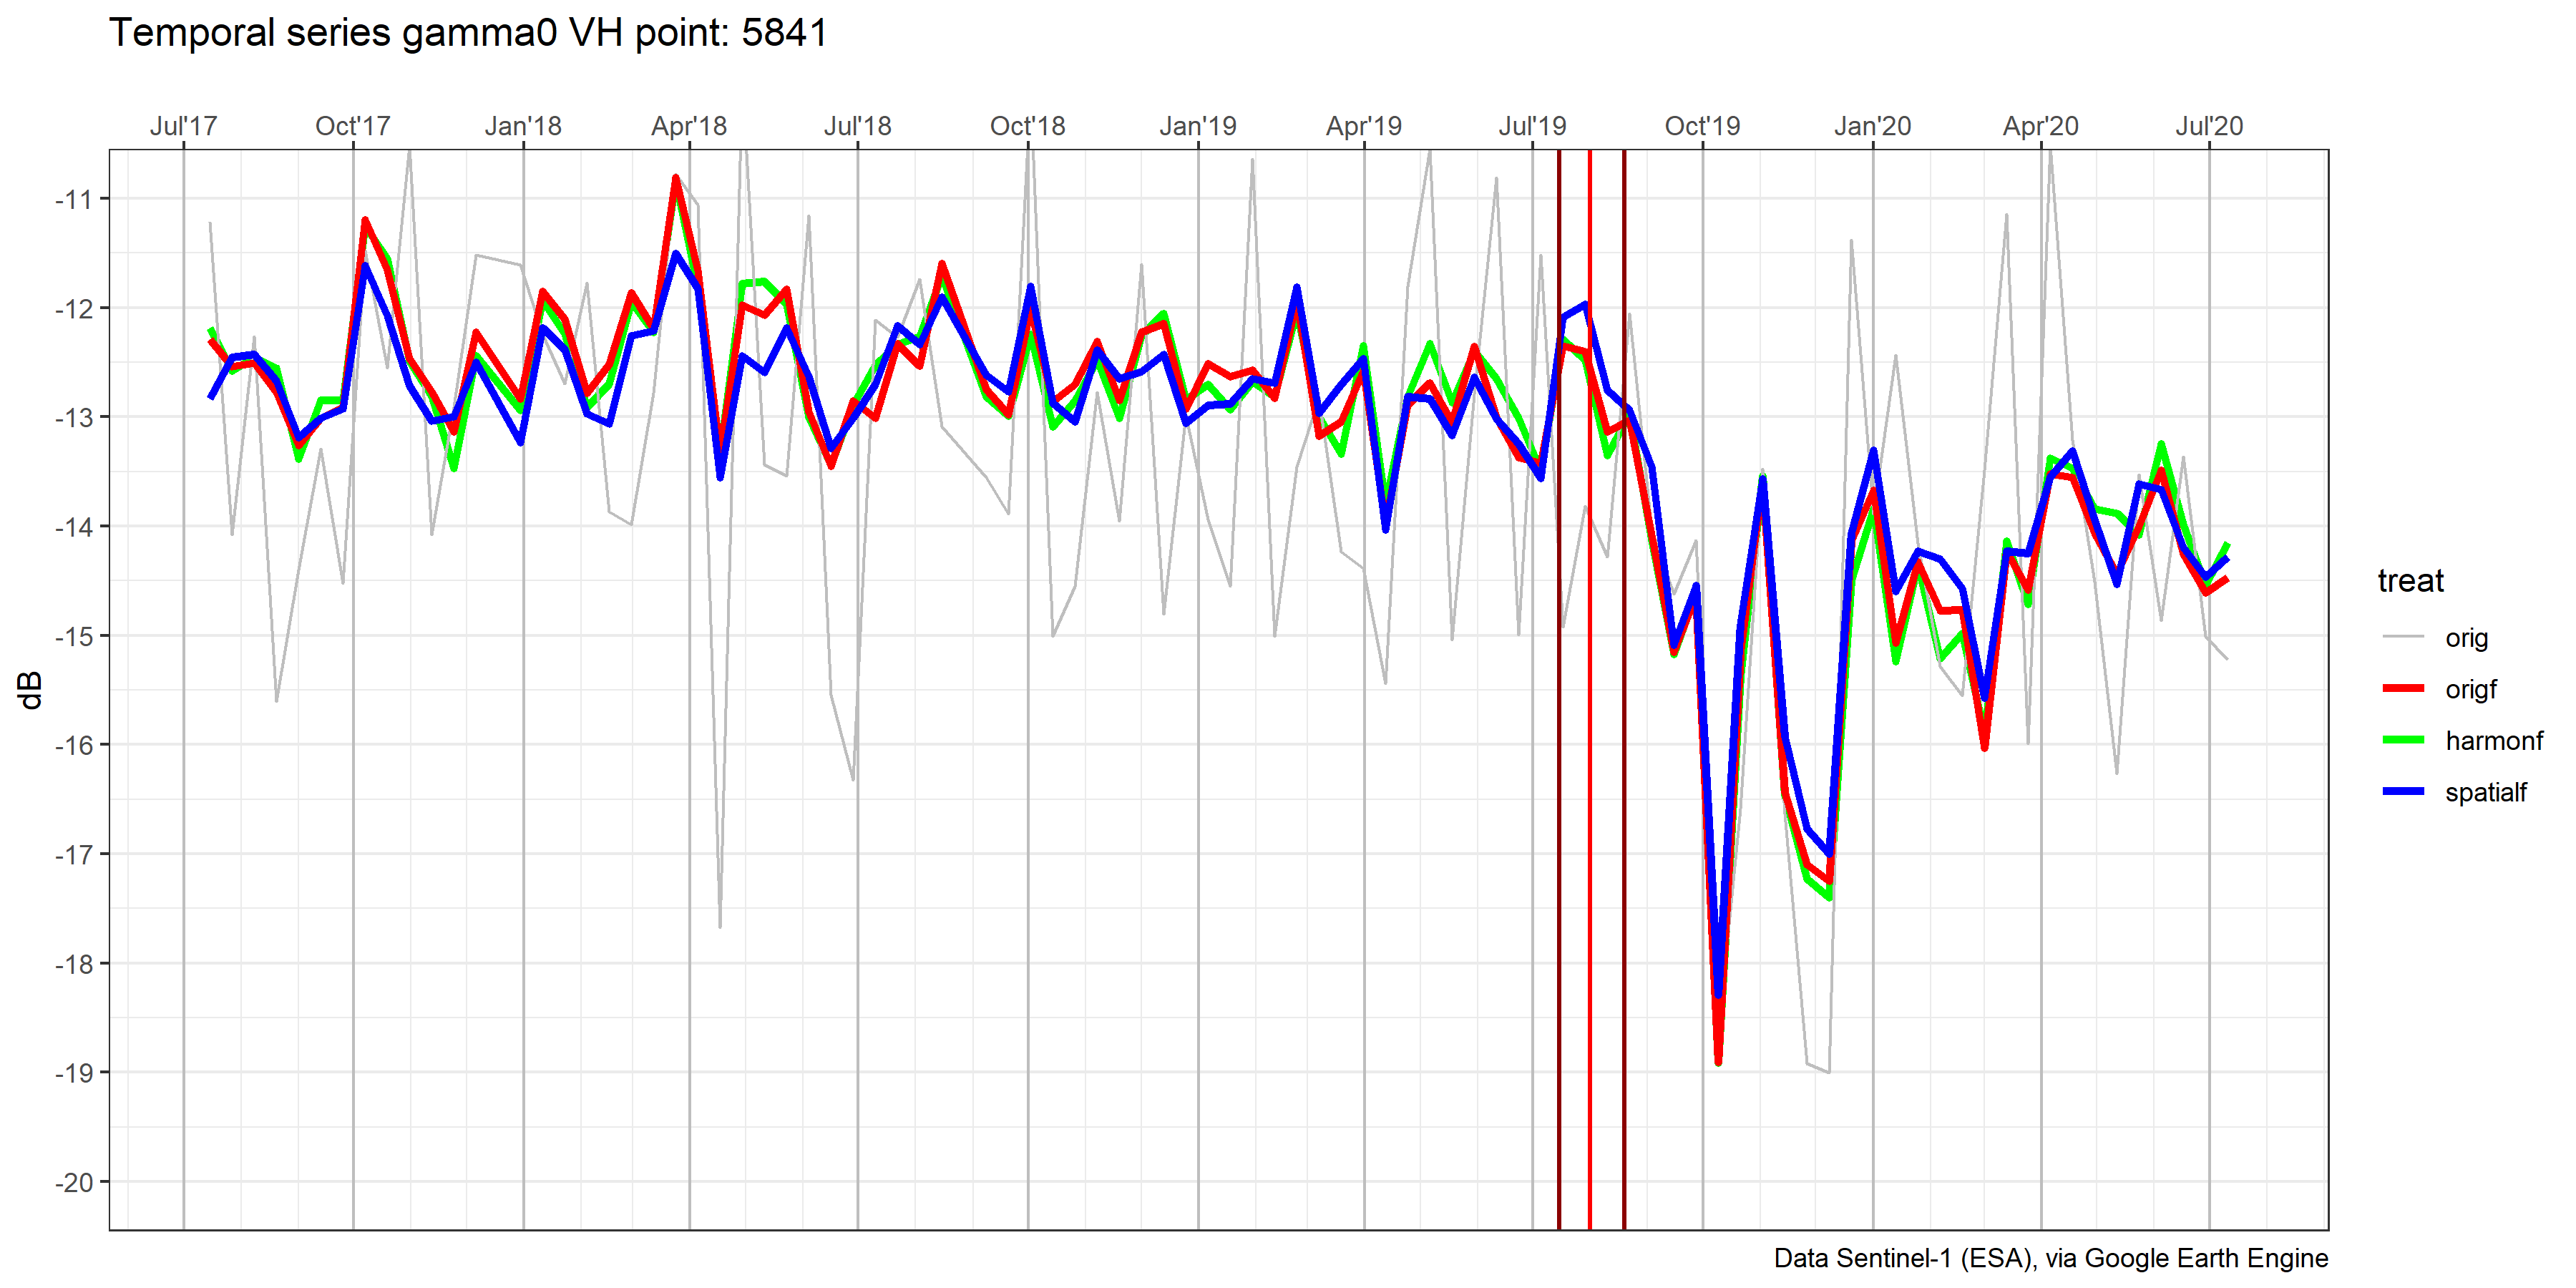 Temporal series gamma0 VH point: 5841
Jul'17 Oct'17 Jan'18 Apr'18 Jul'18 Oct'18 Jan'19 Apr'19 Jul'19 Oct'19 Jan'20 Apr'20 Jul'20
-11
-12
-13
-14
-15
-16
-17
-18
-19
-20
dB
treat
orig
origf
harmonf
spatialf
Data Sentinel-1 (ESA), via Google Earth Engine